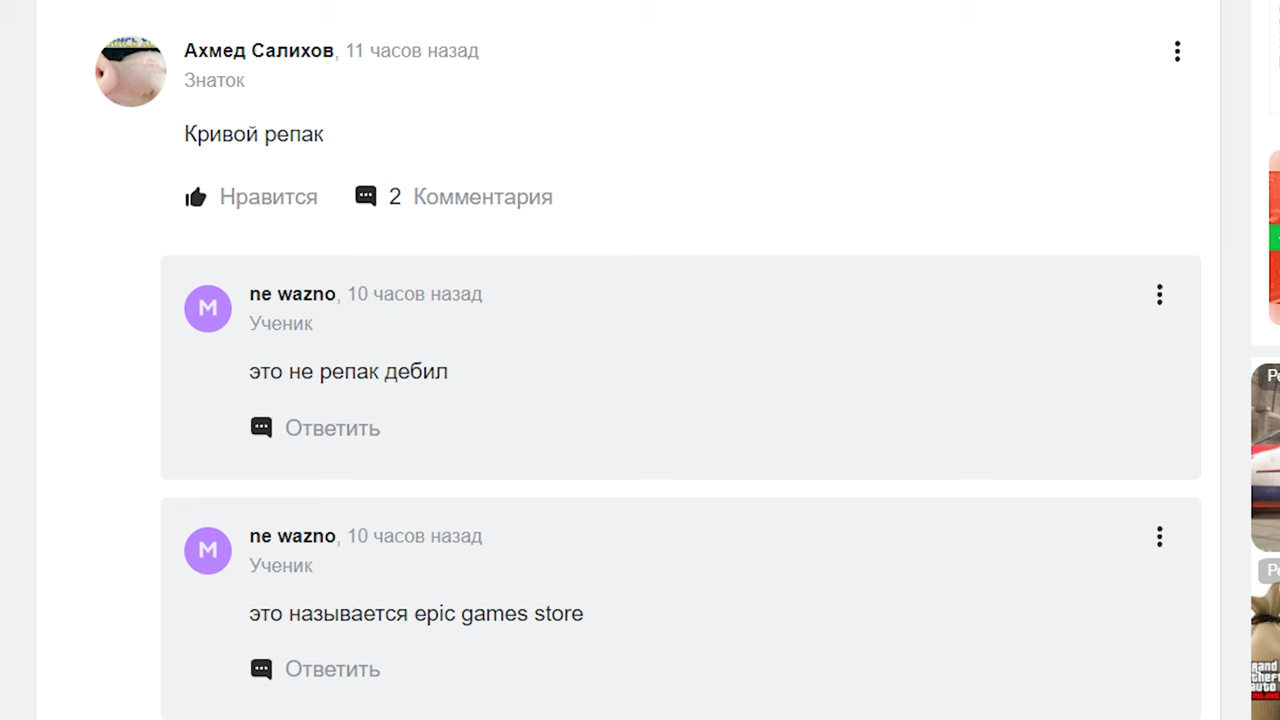 Ахмед Салихов, 11 часов назад
Знаток
Кривой репак
Нравится 2 Комментария
M
ne wazno, 10 часов назад
Ученик
это не репак дебил
Ответить
M
ne wazno, 10 часов назад
Ученик
это называется epic games store
Ответить